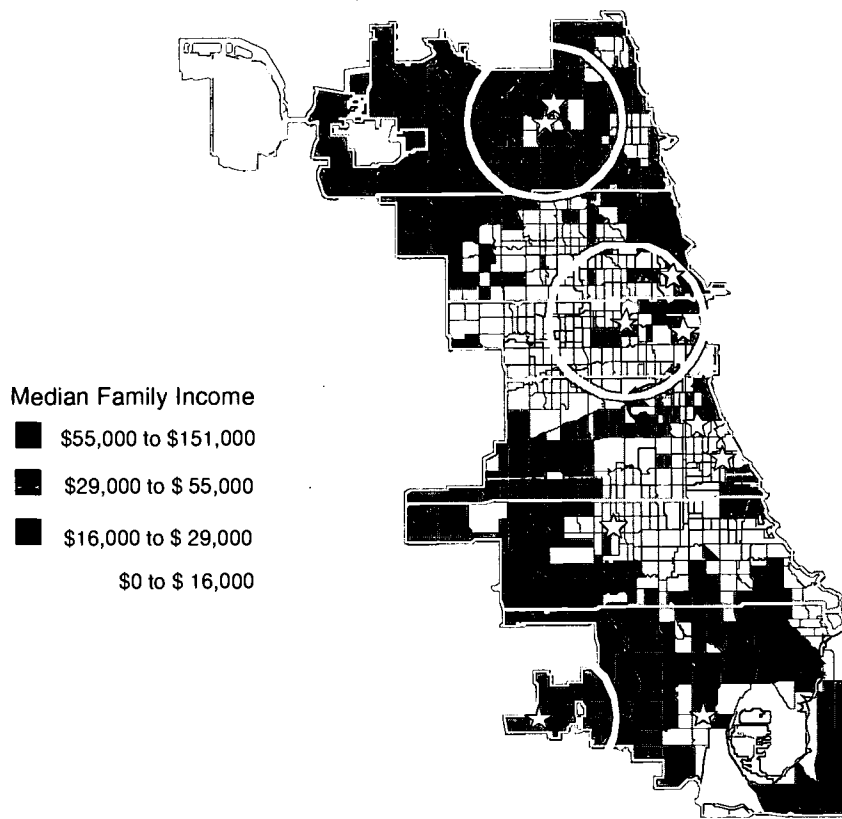 Median Family Income
$55,000 to $151,000
$29,000 to $ 55,000
$16,000 to $ 29,000
$0 to $ 16,000